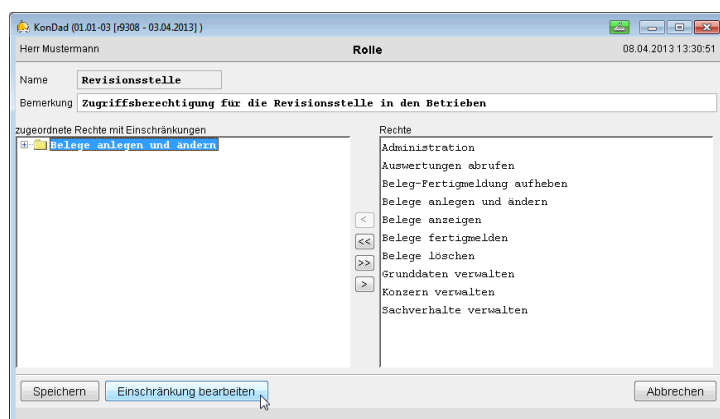 KonDad (01.01-03 [r9308 - 03.04.2013] )
Herr Mustermann Rolle 08.04.2013 13:30:51
Name Revisionsstelle
Bemerkung Zugriffsberechtigung für die Revisionsstelle in den Betrieben
zugeordnete Rechte mit Einschränkungen
Belege anlegen und ändern
<
<<
>>
>
Rechte
Administration
Auswertungen abrufen
Beleg-Fertigmeldung aufheben
Belege anlegen und ändern
Belege anzeigen
Belege fertigmelden
Belege löschen
Grunddaten verwalten
Konzern verwalten
Sachverhalte verwalten
Speichern Einschränkung bearbeiten Abbrechen